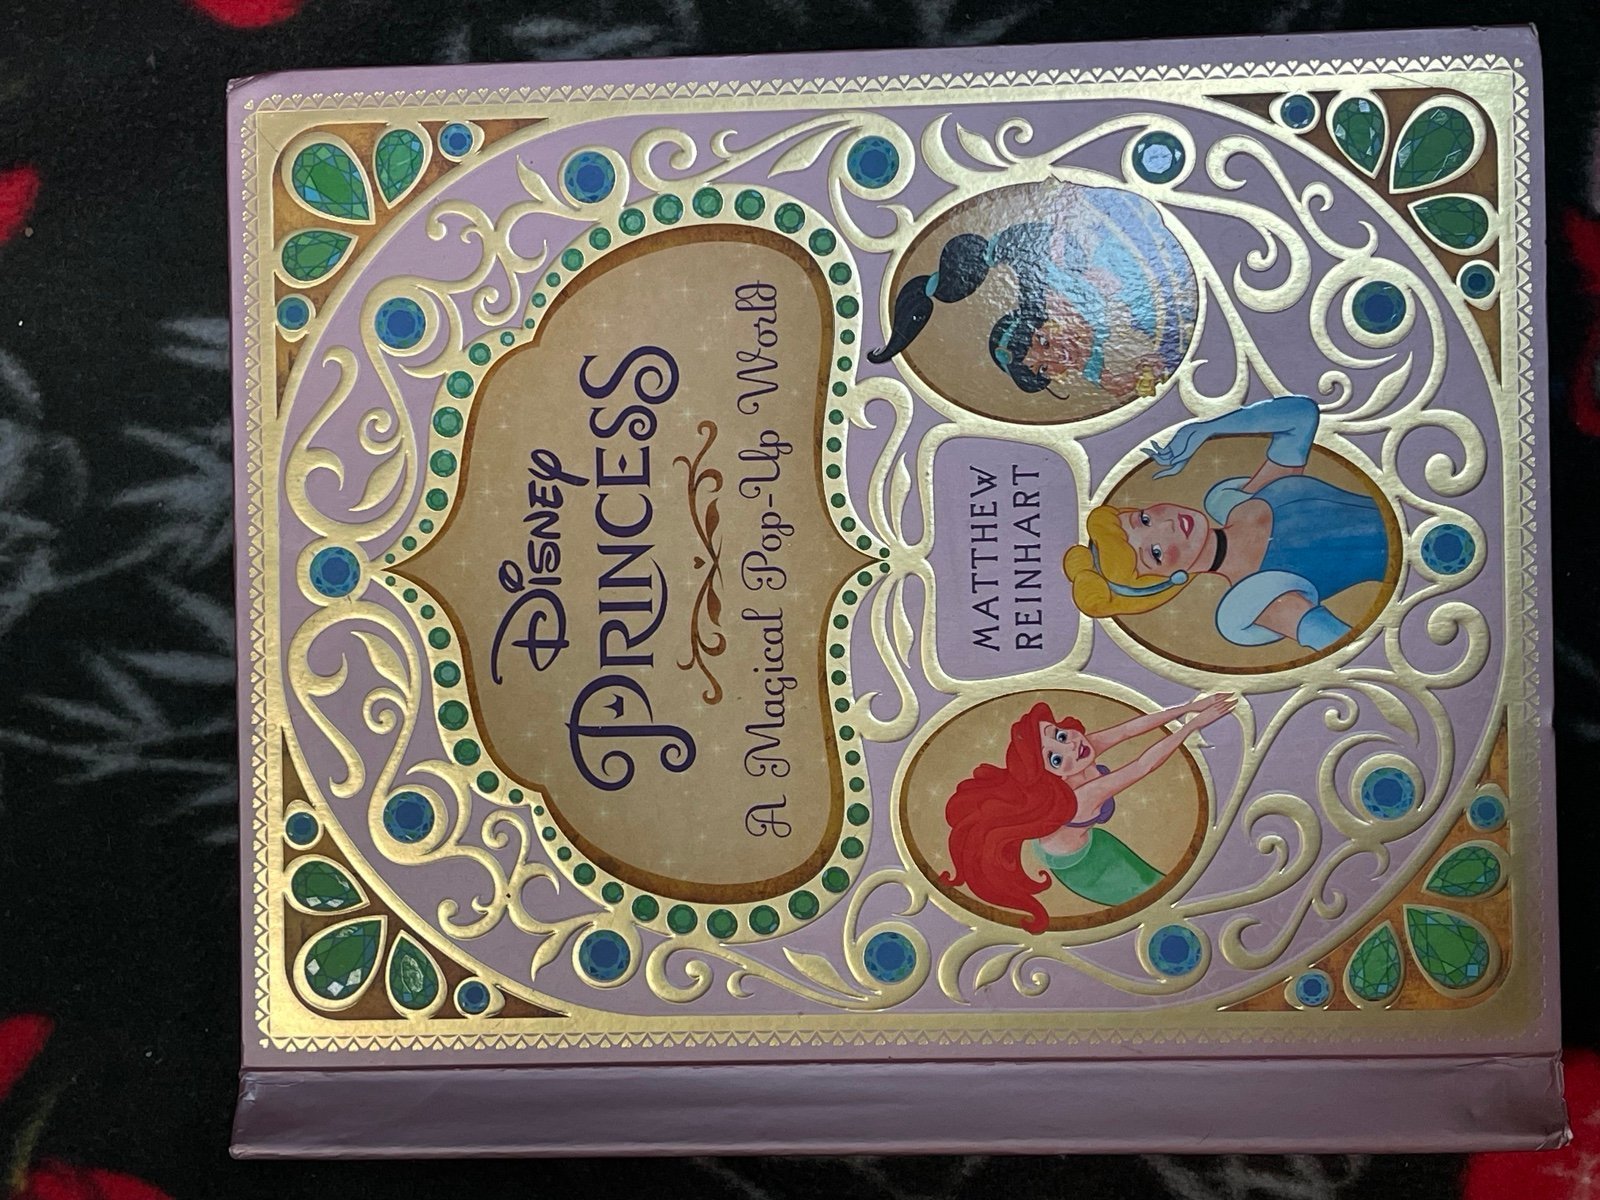 Disney
PRINCESS
A Magical Pop-Up World
MATTHEW
REINHART